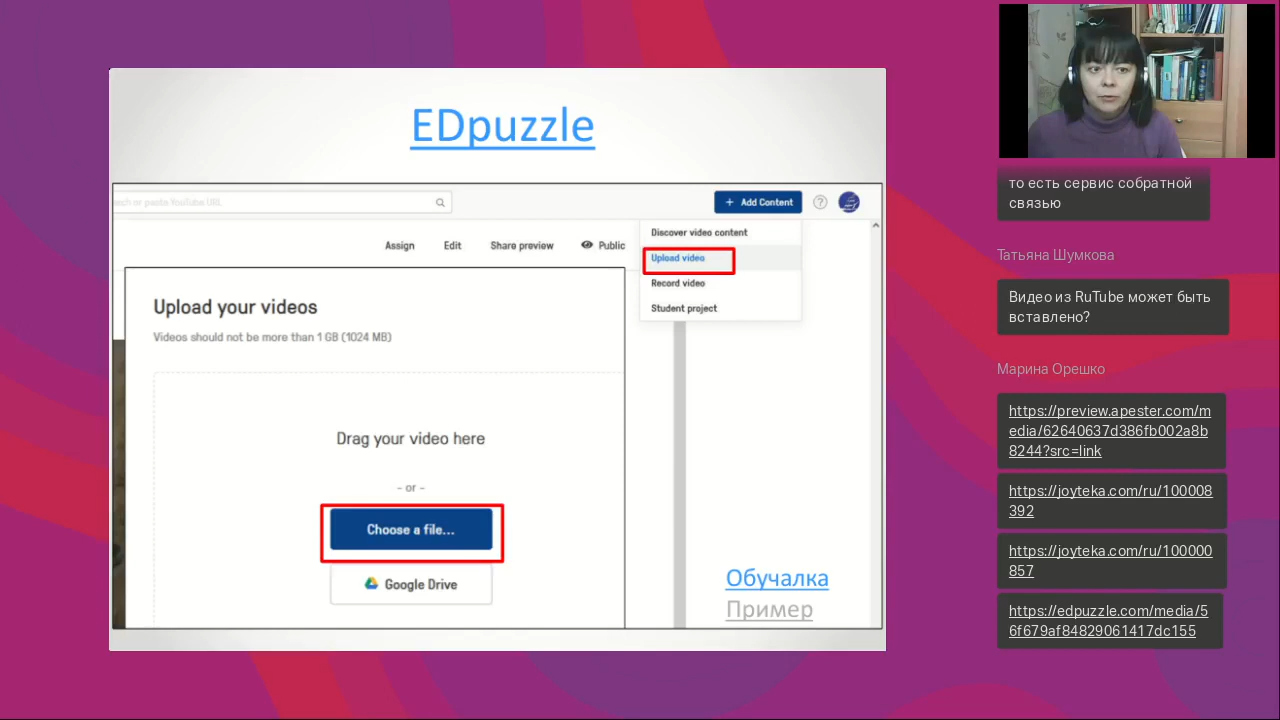 EDpuzzle
or paste YouTube URL
+ Add Content
?
Discover video content
Assign
Edit
Share preview
Public
Upload video
Record video
Student project
Upload your videos
Videos should not be more than 1 GB (1024 MB)
Drag your video here
– or –
Choose a file...
Google Drive
Обучалка
Пример
то есть сервис собратной
связью
Татьяна Шумкова
Видео из RuTube может быть
вставлено?
Марина Орешко
https://preview.apester.com/m
edia/62640637d386fb002a8b
8244?src=link
https://joyteka.com/ru/100008
392
https://joyteka.com/ru/100000
857
https://edpuzzle.com/media/5
6f679af84829061417dc155